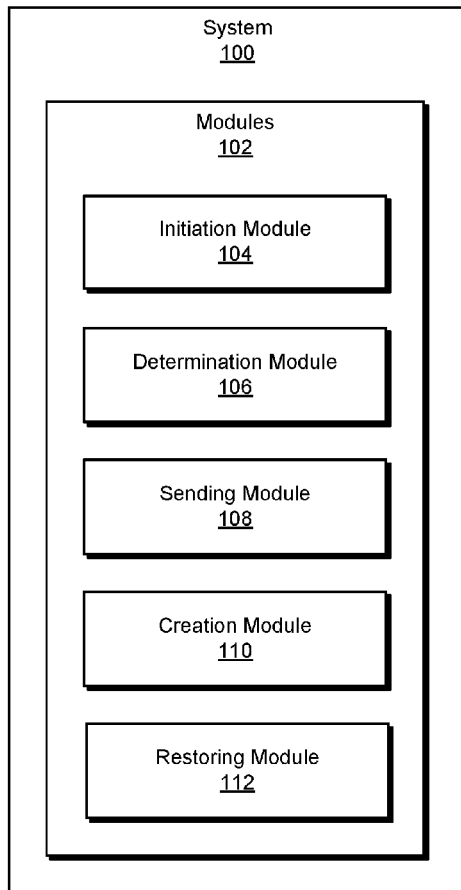 System
100
Modules
102
Initiation Module
104
Determination Module
106
Sending Module
108
Creation Module
110
Restoring Module
112